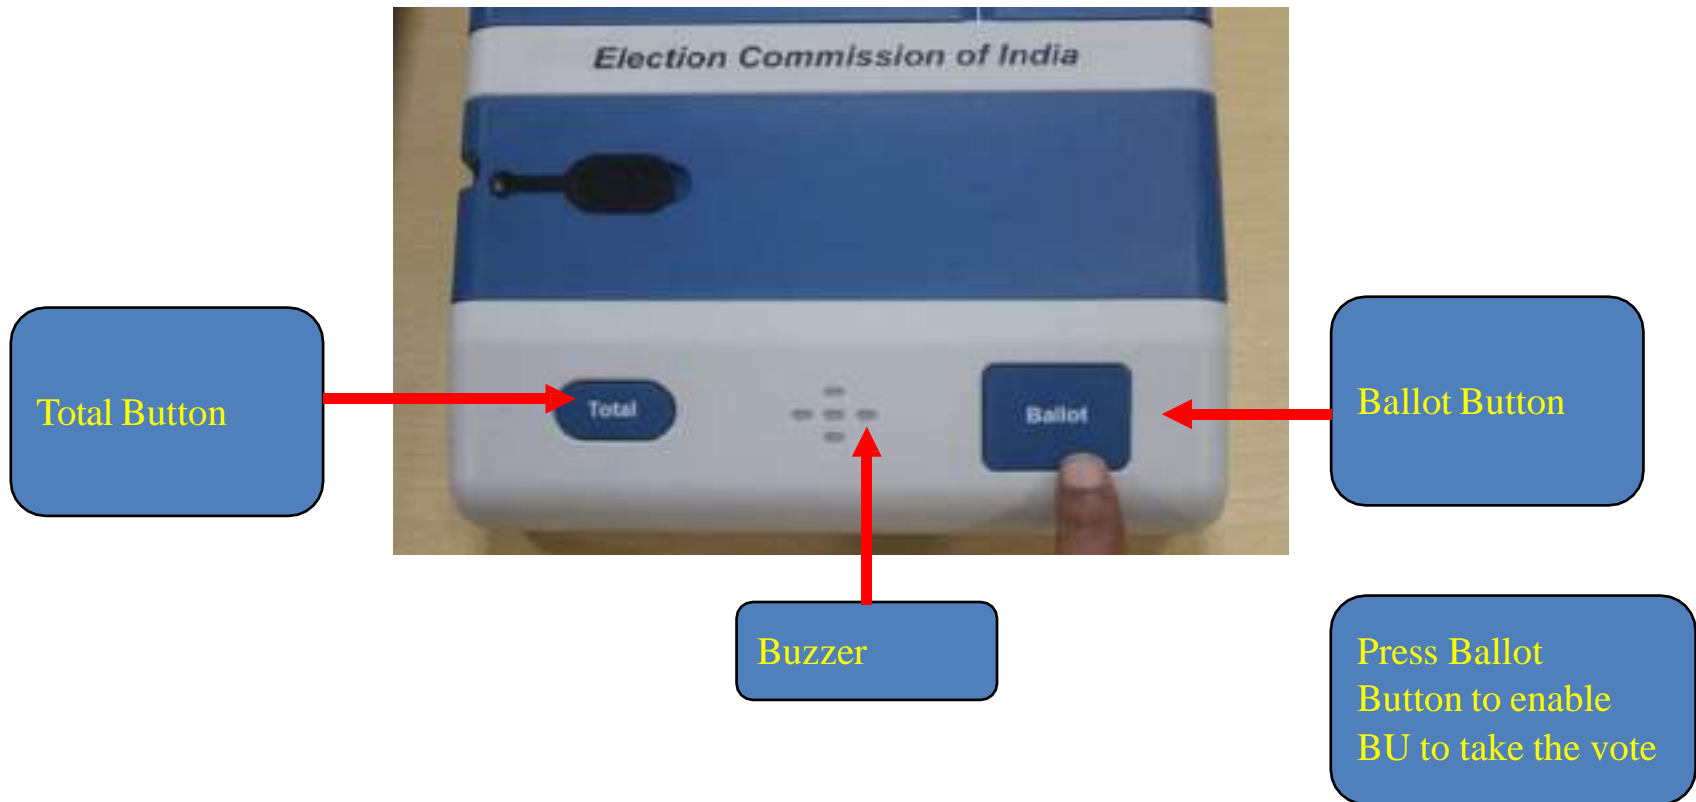 Election Commission of India
Total Button
Total
Ballot
Ballot Button
Buzzer
Press Ballot
Button to enable
BU to take the vote